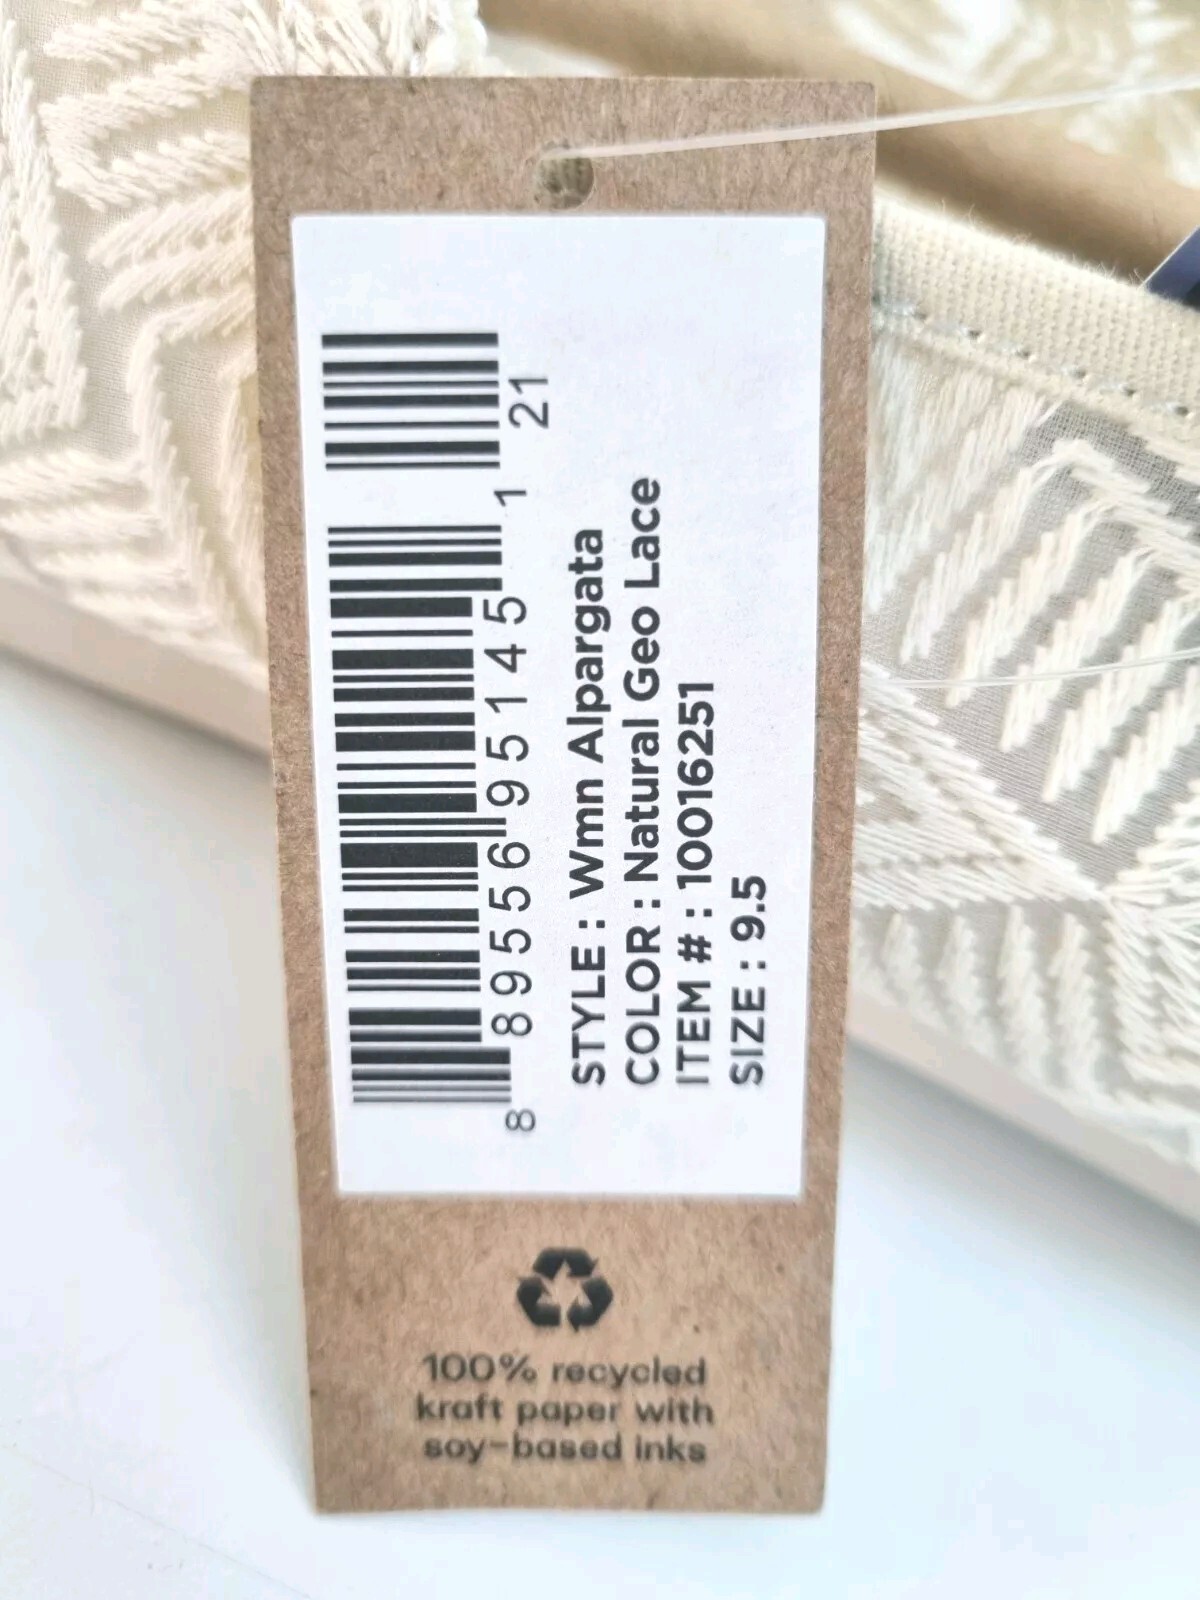 8 89556 95145 1 21
STYLE : Wmn Alpargata
COLOR : Natural Geo Lace
ITEM # : 10016251
SIZE : 9.5
100% recycled
kraft paper with
soy-based inks